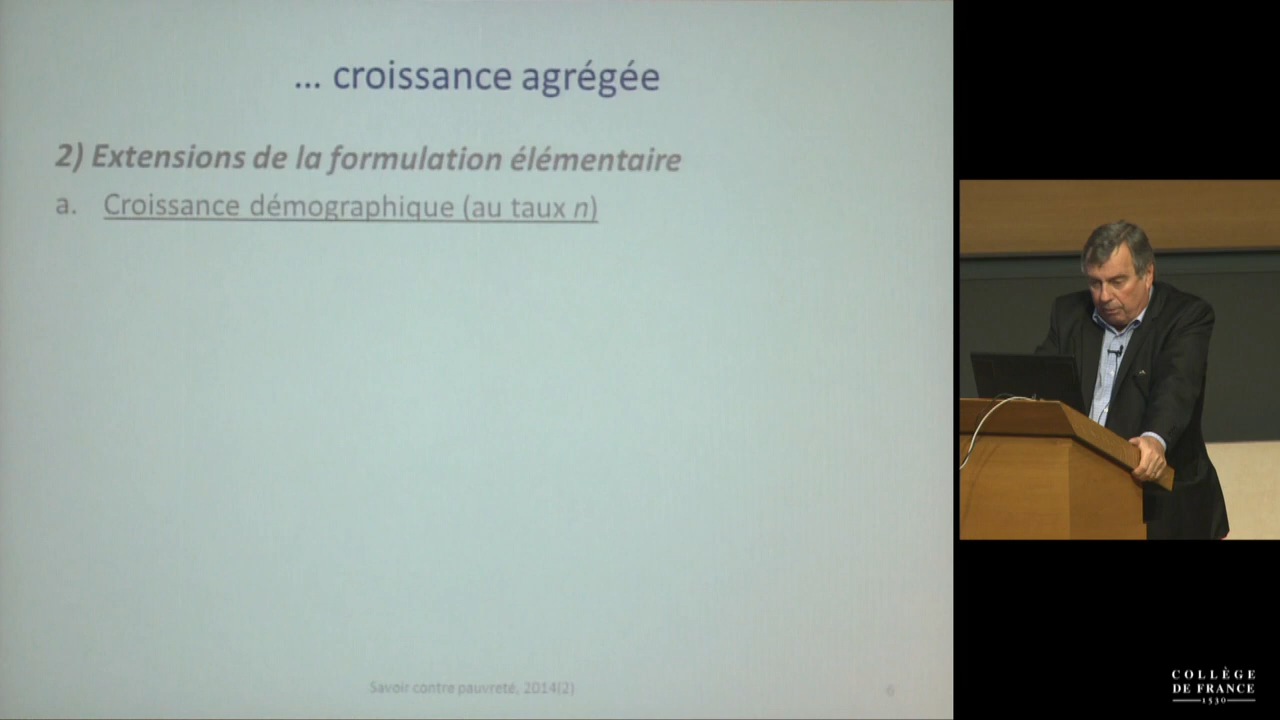 ... croissance agrégée
2) Extensions de la formulation élémentaire
a. Croissance démographique (au taux n)
Savoir contre pauvreté, 2014(2)
6
COLLÈGE
DE FRANCE
1530